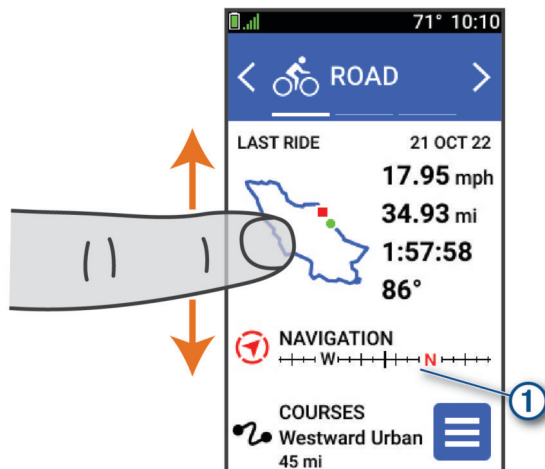 71° 10:10
ROAD
LAST RIDE 21 OCT 22
17.95 mph
34.93 mi
1:57:58
86°
NAVIGATION
W N
1
COURSES
Westward Urban
45 mi